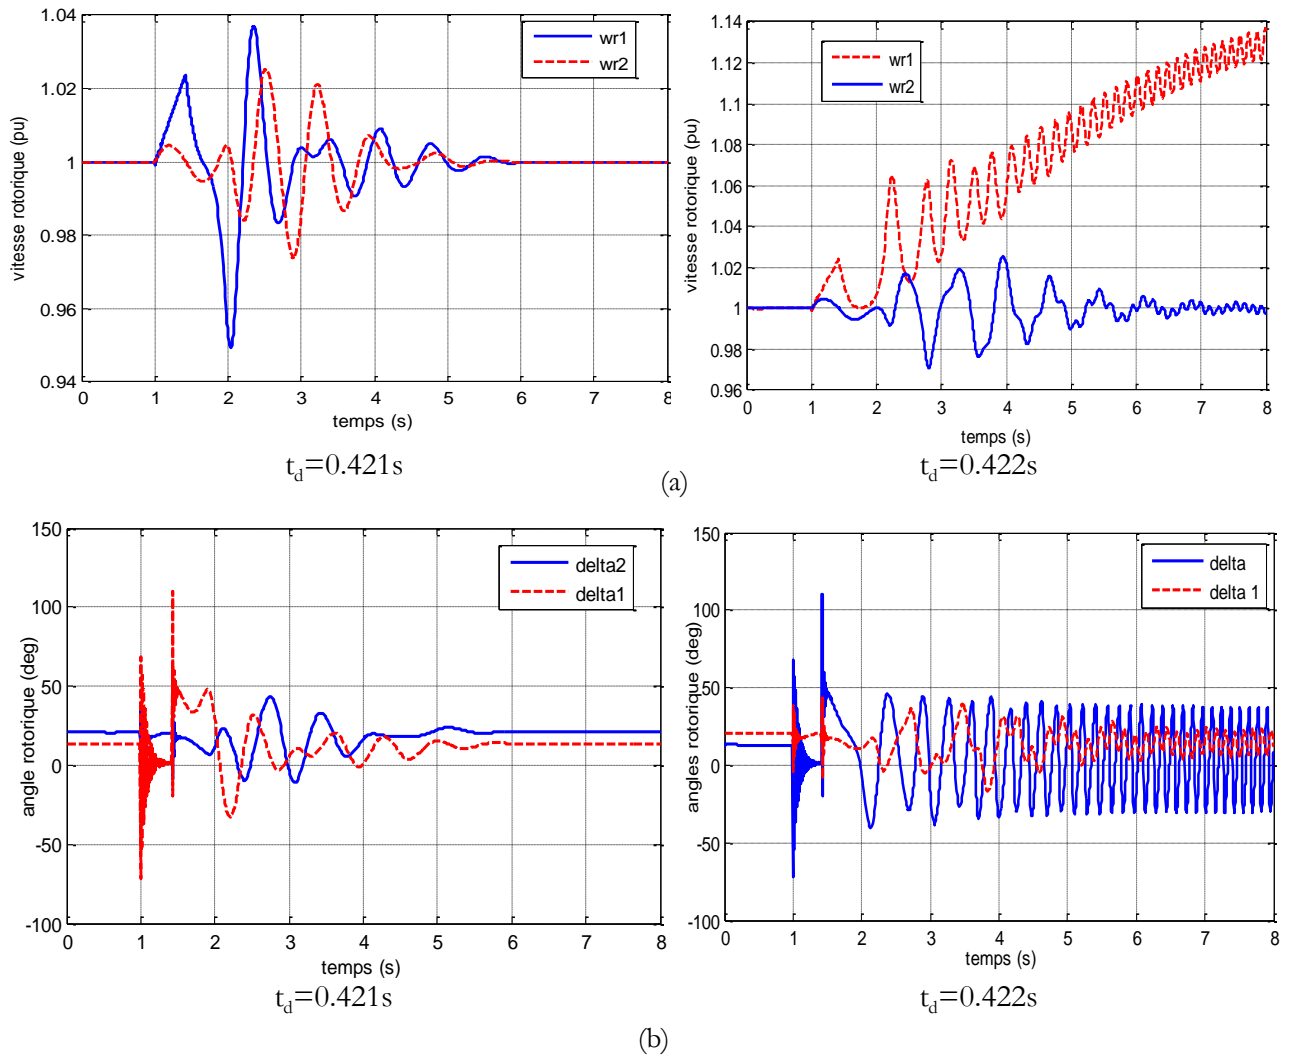 1.04
1.02
1
0.98
0.96
0.94
0 1 2 3 4 5 6 7 8
vitesse rotorique (pu)
temps (s)
wr1
wr2
1.14
1.12
1.1
1.08
1.06
1.04
1.02
1
0.98
0.96
0 1 2 3 4 5 6 7 8
vitesse rotorique (pu)
temps (s)
wr1
wr2
t_d=0.421s
t_d=0.422s
(a)
150
100
50
0
-50
-100
0 1 2 3 4 5 6 7 8
angle rotorique (deg)
temps (s)
delta2
delta1
150
100
50
0
-50
-100
0 1 2 3 4 5 6 7 8
angles rotorique (deg)
temps (s)
delta
delta 1
t_d=0.421s
t_d=0.422s
(b)